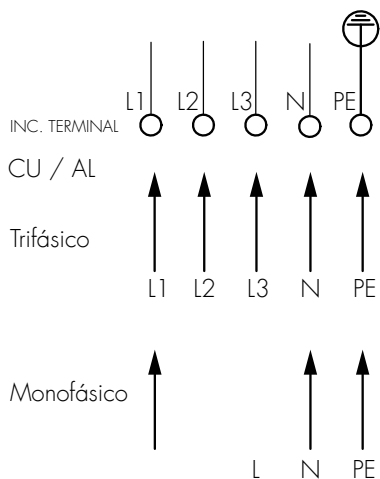 L1 L2 L3 N PE
INC. TERMINAL
CU / AL
Trifásico
L1 L2 L3 N PE
Monofásico
L N PE